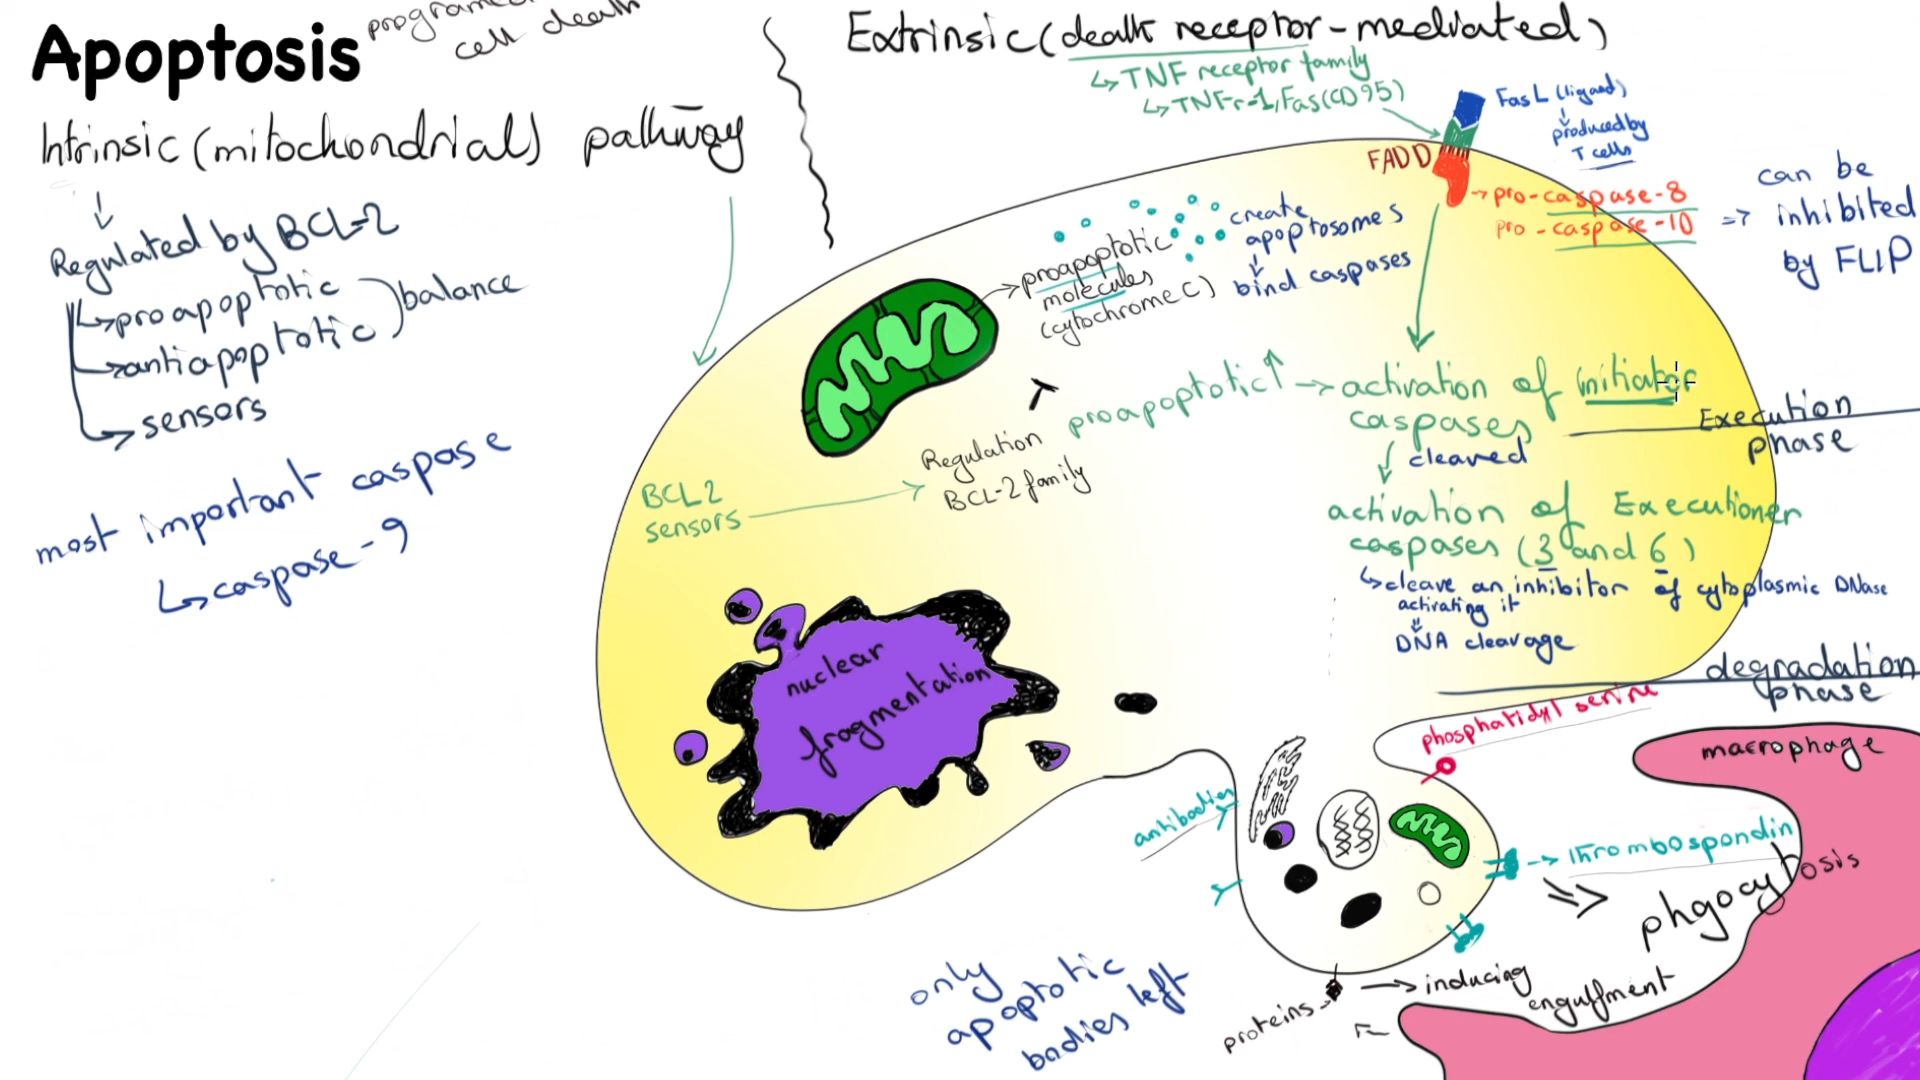 Apoptosis
cell death
Intrinsic (mitochondrial) pathway
Regulated by BCL-2
↳ proapoptotic
→ antiapoptotic
) balance
→ sensors
most important caspase
↳ caspase-9
Extrinsic (death receptor-mediated)
↳ TNF receptor family
↳ TNFr-1, Fas (CD95)
FasL (ligand)
↓
produced by
T cells
FADD
→ pro-caspase-8
pro-caspase-10
=> can be
inhibited
by FLIP
→ proapoptotic
molecules
(cytochrome c)
create
apoptosomes
↓
bind caspases
BCL2
sensors
Regulation
BCL-2 family
proapoptotic ↑ → activation of initiator
caspases
↓ cleaved
Execution
phase
activation of Executioner
caspases (3 and 6)
↳ cleave an inhibitor of cytoplasmic DNase
activating it
⇓
DNA cleavage
degradation
phase
nuclear
fragmentation
phosphatidyl serine
macrophage
antibodies
→ thrombospondin
=> phgocytosis
only
apoptotic
bodies left
proteins → → inducing
engulfment